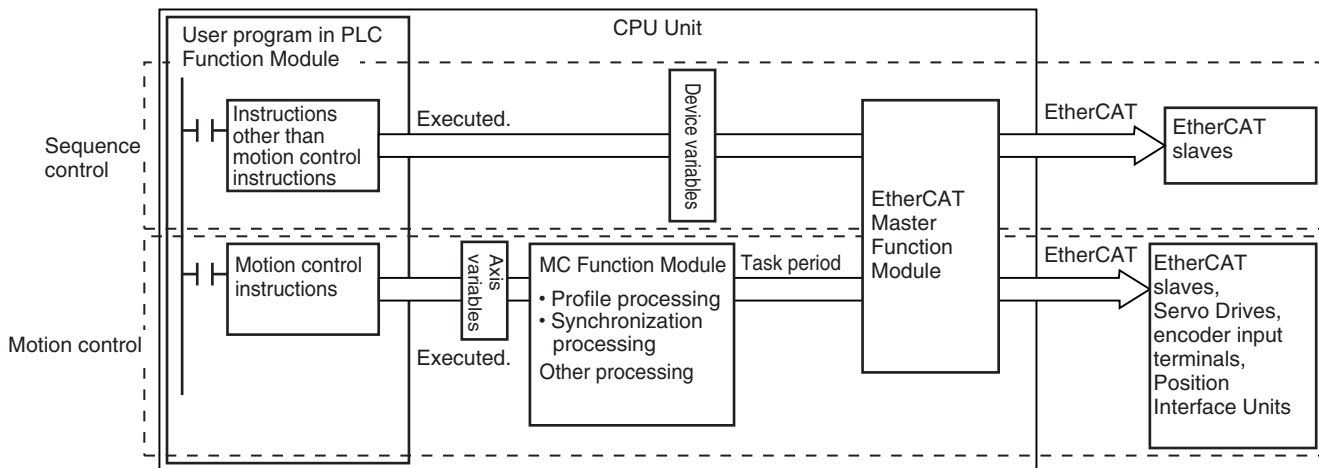 User program in PLC
Function Module
CPU Unit
Sequence
control
Instructions
other than
motion control
instructions
Executed.
Device variables
EtherCAT
Master
Function
Module
EtherCAT
EtherCAT
slaves
Motion control
Motion control
instructions
Axis
variables
Executed.
MC Function Module
• Profile processing
• Synchronization
processing
Other processing
Task period
EtherCAT
EtherCAT
slaves,
Servo Drives,
encoder input
terminals,
Position
Interface Units